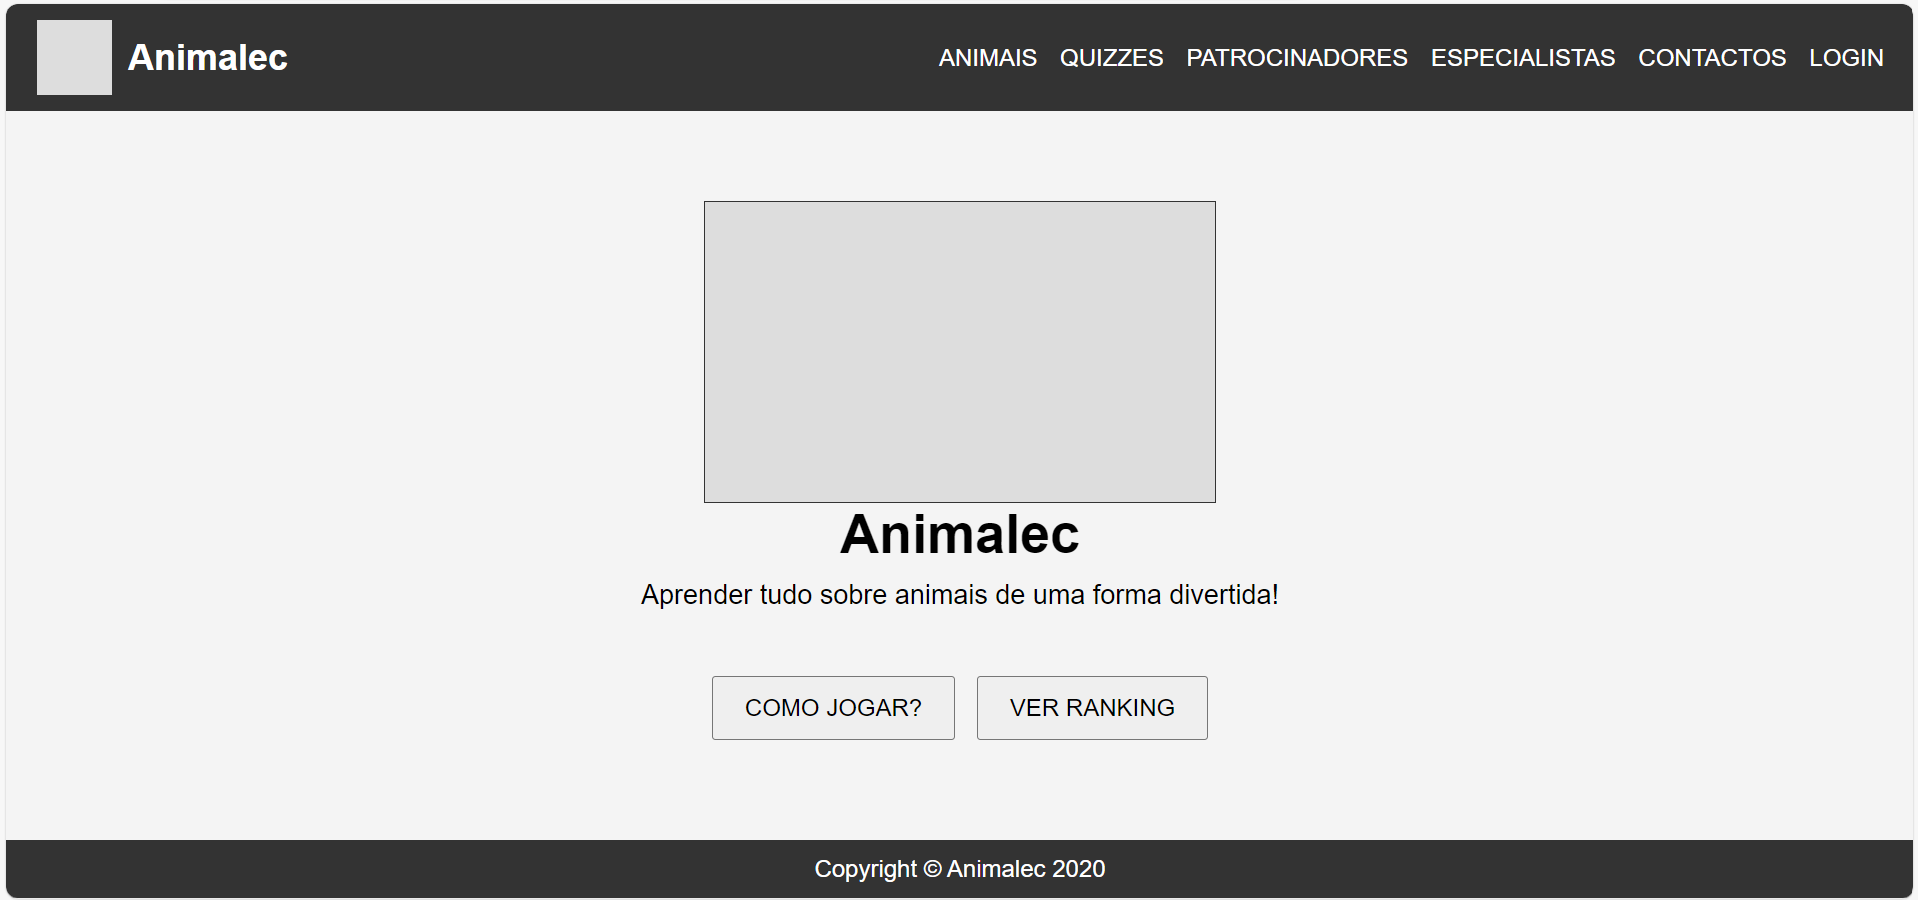 Animalec
ANIMAIS QUIZZES PATROCINADORES ESPECIALISTAS CONTACTOS LOGIN
Animalec
Aprender tudo sobre animais de uma forma divertida!
COMO JOGAR? VER RANKING
Copyright © Animalec 2020